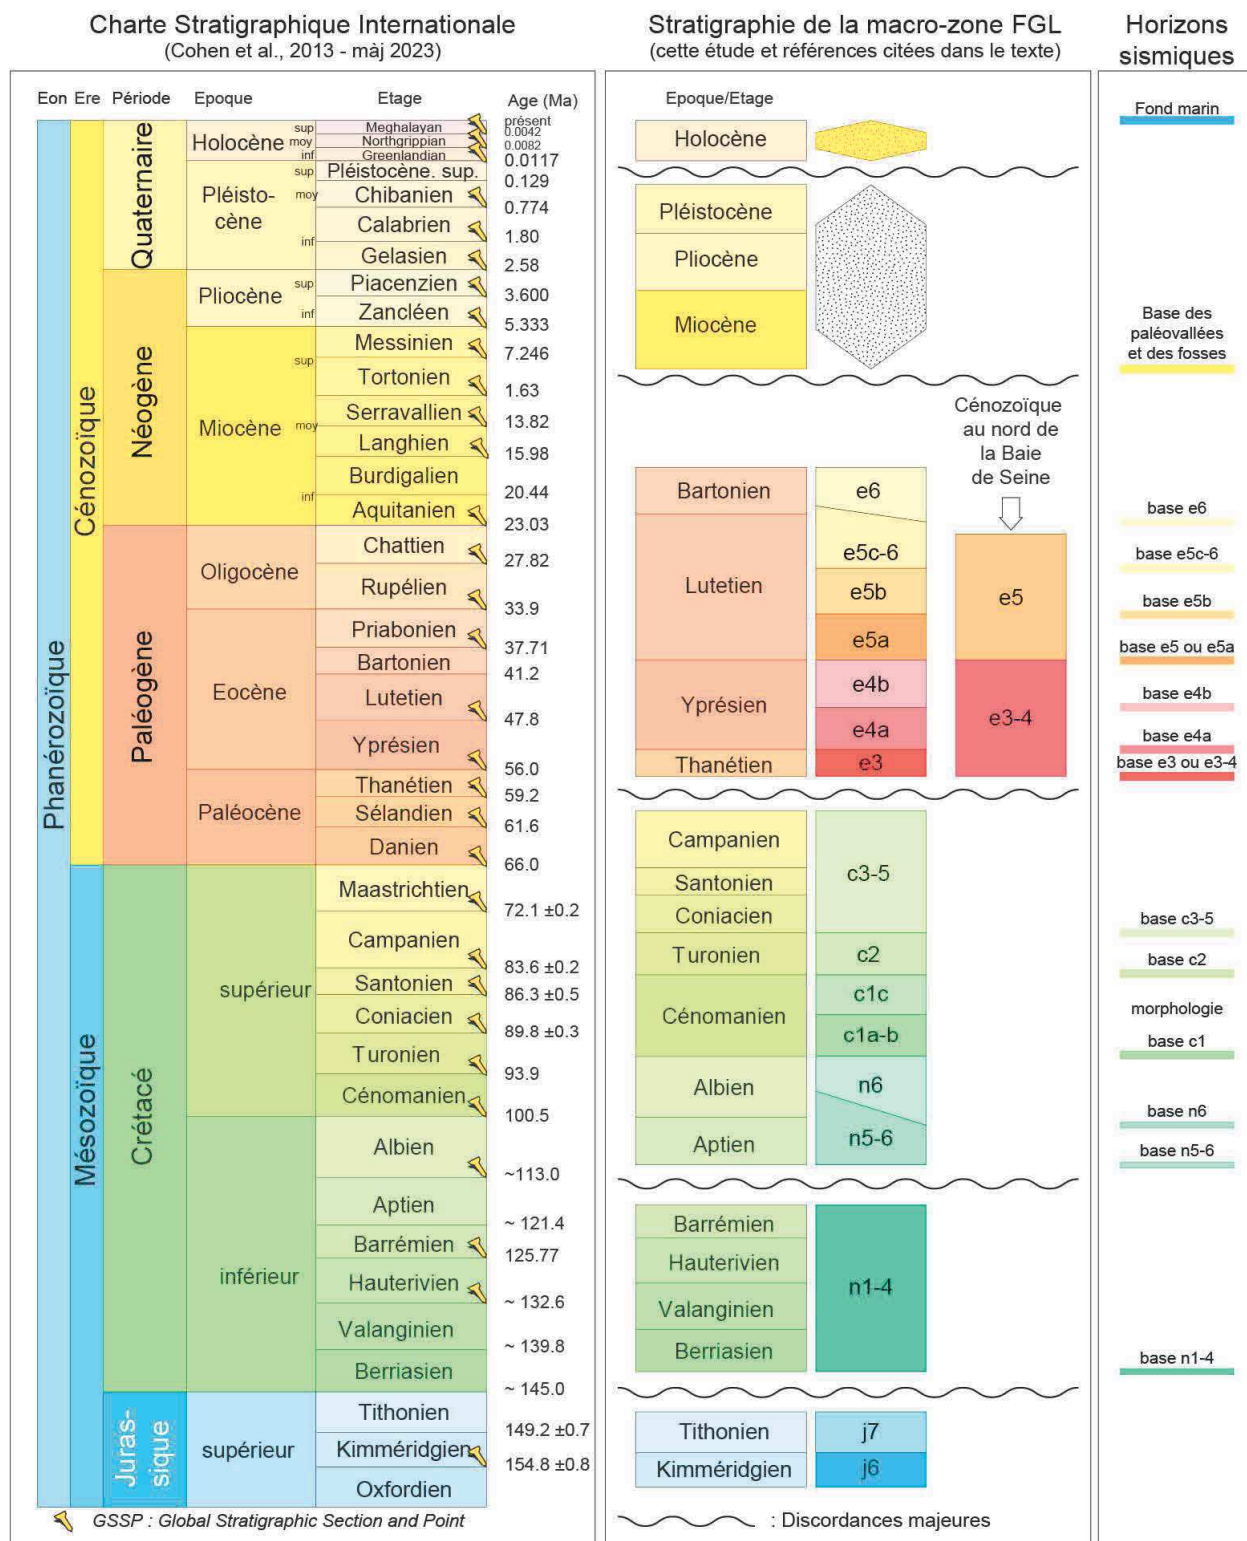 Charte Stratigraphique Internationale
(Cohen et al., 2013 - màj 2023)
Eon Ere Période Epoque Etage Age (Ma)
Phanérozoïque
Cénozoïque
Mésozoïque
Quaternaire
Néogène
Paléogène
Crétacé
Juras-
sique
Holocène
sup
moy
inf
Pléisto-
cène
sup
moy
inf
Pliocène
sup
inf
Miocène
sup
moy
inf
Oligocène
Eocène
Paléocène
supérieur
inférieur
supérieur
Meghalayan
Northgrippian
Greenlandian
Pléistocène. sup.
Chibanien
Calabrien
Gelasien
Piacenzien
Zancléen
Messinien
Tortonien
Serravallien
Langhien
Burdigalien
Aquitanien
Chattien
Rupélien
Priabonien
Bartonien
Lutetien
Yprésien
Thanétien
Sélandien
Danien
Maastrichtien
Campanien
Santonien
Coniacien
Turonien
Cénomanien
Albien
Aptien
Barrémien
Hauterivien
Valanginien
Berriasien
Tithonien
Kimméridgien
Oxfordien
présent
0.0042
0.0082
0.0117
0.129
0.774
1.80
2.58
3.600
5.333
7.246
1.63
13.82
15.98
20.44
23.03
27.82
33.9
37.71
41.2
47.8
56.0
59.2
61.6
66.0
72.1 ±0.2
83.6 ±0.2
86.3 ±0.5
89.8 ±0.3
93.9
100.5
~113.0
~ 121.4
125.77
~ 132.6
~ 139.8
~ 145.0
149.2 ±0.7
154.8 ±0.8
GSSP : Global Stratigraphic Section and Point
Stratigraphie de la macro-zone FGL
(cette étude et références citées dans le texte)
Epoque/Etage
Holocène
Pléistocène
Pliocène
Miocène
Cénozoïque
au nord de
la Baie
de Seine
Bartonien
Lutetien
Yprésien
Thanétien
e6
e5c-6
e5b
e5a
e4b
e4a
e3
e5
e3-4
Campanien
Santonien
Coniacien
Turonien
Cénomanien
Albien
Aptien
c3-5
c2
c1c
c1a-b
n6
n5-6
Barrémien
Hauterivien
Valanginien
Berriasien
n1-4
Tithonien
Kimméridgien
j7
j6
: Discordances majeures
Horizons
sismiques
Fond marin
Base des
paléovallées
et des fosses
base e6
base e5c-6
base e5b
base e5 ou e5a
base e4b
base e4a
base e3 ou e3-4
base c3-5
base c2
morphologie
base c1
base n6
base n5-6
base n1-4